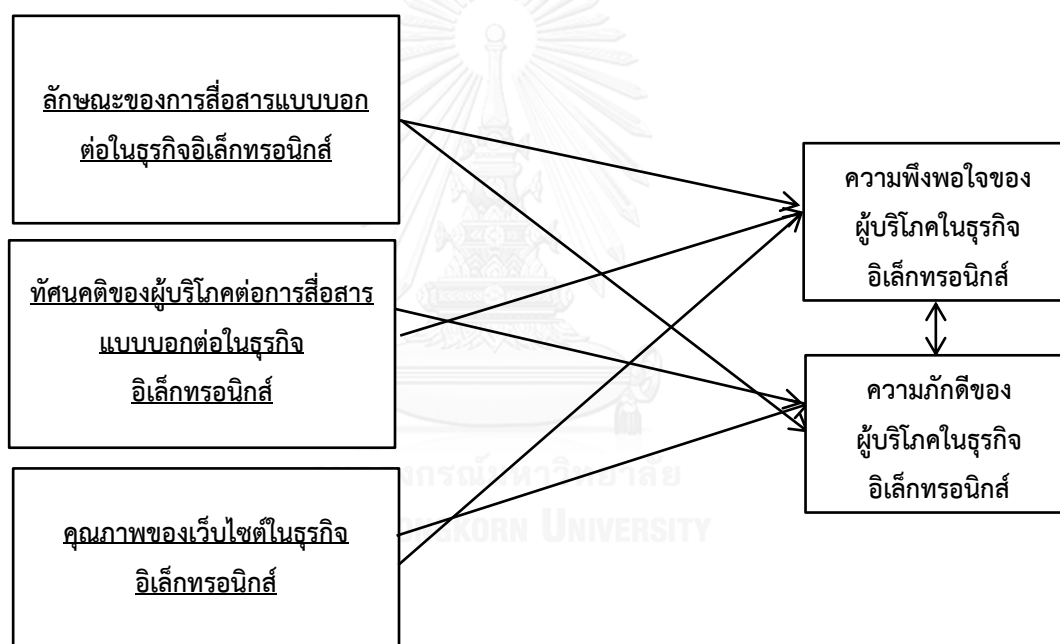 ลักษณะของการสื่อสารแบบบอก
ต่อในธุรกิจอิเล็กทรอนิกส์
ทัศนคติของผู้บริโภคต่อการสื่อสาร
แบบบอกต่อในธุรกิจ
อิเล็กทรอนิกส์
คุณภาพของเว็บไซต์ในธุรกิจ
อิเล็กทรอนิกส์
ความพึงพอใจของ
ผู้บริโภคในธุรกิจ
อิเล็กทรอนิกส์
ความภักดีของ
ผู้บริโภคในธุรกิจ
อิเล็กทรอนิกส์
UNIVERSITY